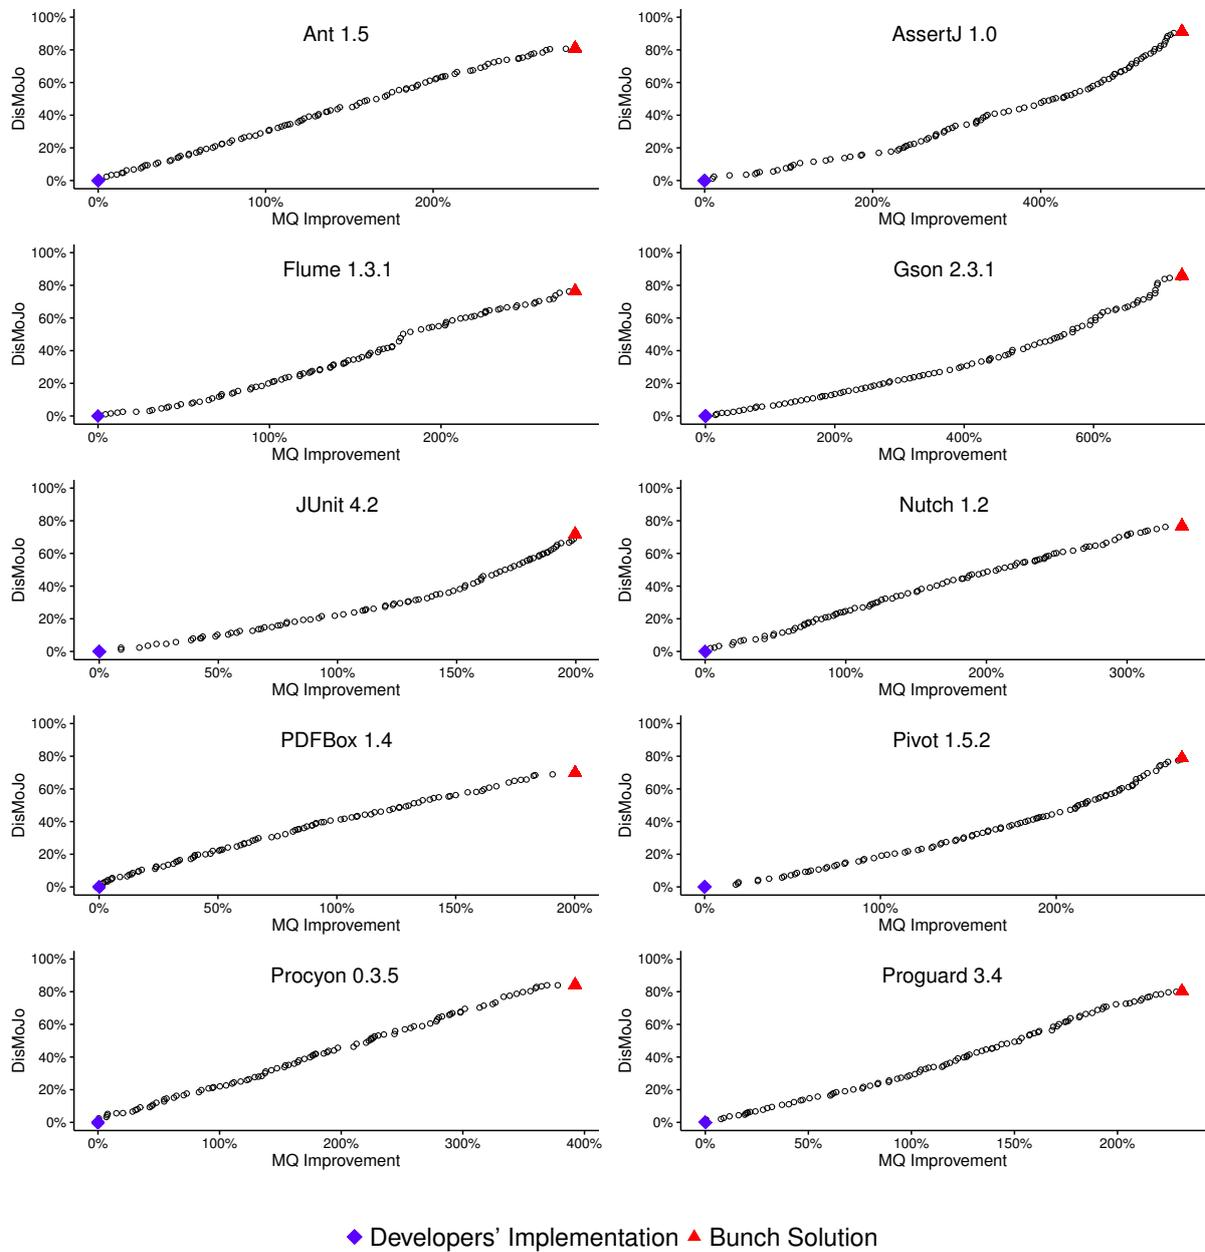 Ant 1.5
DisMoJo
100%
80%
60%
40%
20%
0%
0% 100% 200%
MQ Improvement
AssertJ 1.0
DisMoJo
100%
80%
60%
40%
20%
0%
0% 200% 400%
MQ Improvement
Flume 1.3.1
DisMoJo
100%
80%
60%
40%
20%
0%
0% 100% 200%
MQ Improvement
Gson 2.3.1
DisMoJo
100%
80%
60%
40%
20%
0%
0% 200% 400% 600%
MQ Improvement
JUnit 4.2
DisMoJo
100%
80%
60%
40%
20%
0%
0% 50% 100% 150% 200%
MQ Improvement
Nutch 1.2
DisMoJo
100%
80%
60%
40%
20%
0%
0% 100% 200% 300%
MQ Improvement
PDFBox 1.4
DisMoJo
100%
80%
60%
40%
20%
0%
0% 50% 100% 150% 200%
MQ Improvement
Pivot 1.5.2
DisMoJo
100%
80%
60%
40%
20%
0%
0% 100% 200%
MQ Improvement
Procyon 0.3.5
DisMoJo
100%
80%
60%
40%
20%
0%
0% 100% 200% 300% 400%
MQ Improvement
Proguard 3.4
DisMoJo
100%
80%
60%
40%
20%
0%
0% 50% 100% 150% 200%
MQ Improvement
Developers’ Implementation Bunch Solution